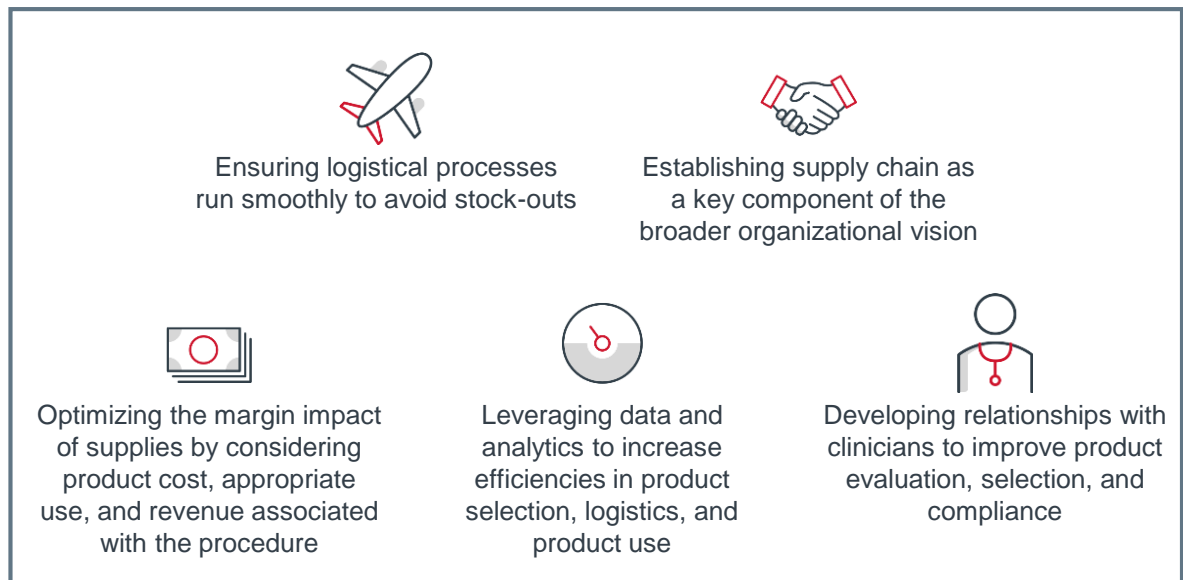 Ensuring logistical processes
run smoothly to avoid stock-outs
Establishing supply chain as
a key component of the
broader organizational vision
Optimizing the margin impact
of supplies by considering
product cost, appropriate
use, and revenue associated
with the procedure
Leveraging data and
analytics to increase
efficiencies in product
selection, logistics, and
product use
Developing relationships with
clinicians to improve product
evaluation, selection, and
compliance